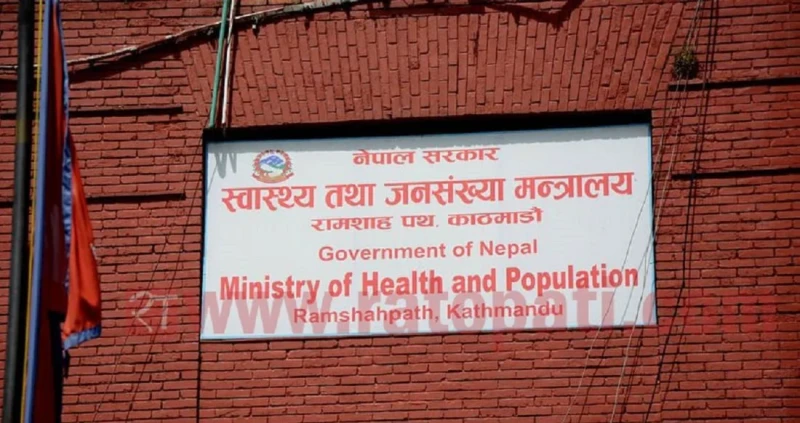 नेपाल सरकार
स्वास्थ्य तथा जनसंख्या मन्त्रालय
रामशाह पथ, काठमाडौं
Government of Nepal
Ministry of Health and Population
Ramshahpath, Kathmandu
रा www.ratopati.com